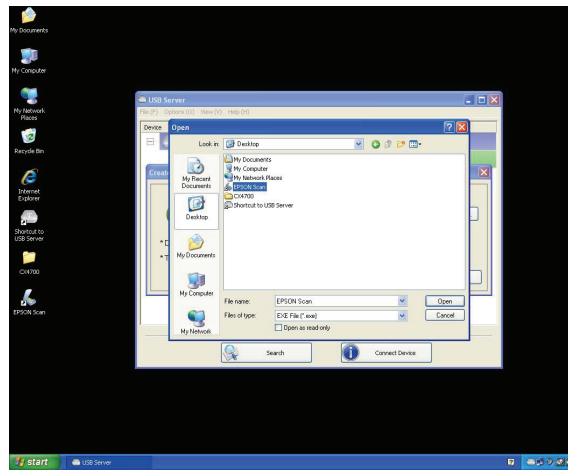 My Documents
My Computer
My Network
Places
Recycle Bin
Internet
Explorer
Shortcut to
USB Server
CX4700
EPSON Scan
USB Server
File (F) Options (O) View (V) Help (H)
Device
Open
Look in:
Desktop
My Recent
Documents
Desktop
My Documents
My Computer
My Network
My Documents
My Computer
My Network Places
EPSON Scan
CX4700
Shortcut to USB Server
File name:
EPSON Scan
Open
Files of type:
EXE File (*.exe)
Cancel
Open as read-only
Search
Connect Device
start
USB Server